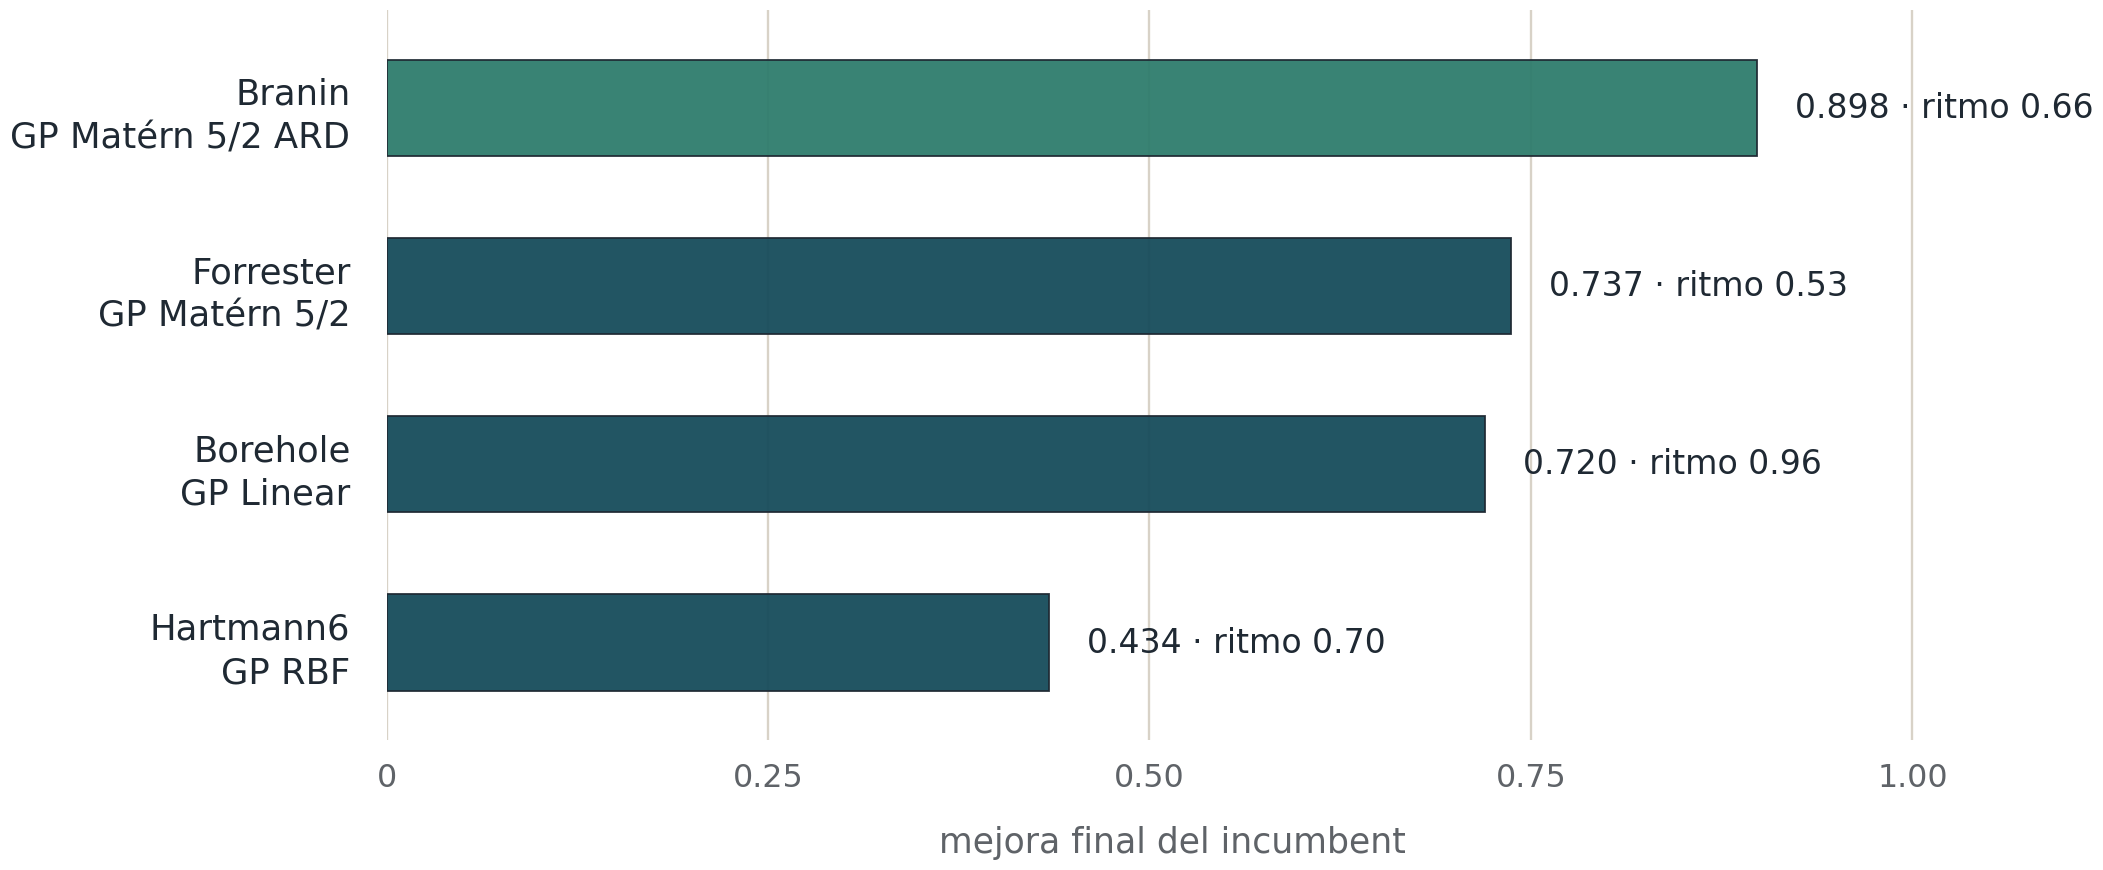 Branin
GP Matérn 5/2 ARD
0.898 · ritmo 0.66
Forrester
GP Matérn 5/2
0.737 · ritmo 0.53
Borehole
GP Linear
0.720 · ritmo 0.96
Hartmann6
GP RBF
0.434 · ritmo 0.70
0 0.25 0.50 0.75 1.00
mejora final del incumbent